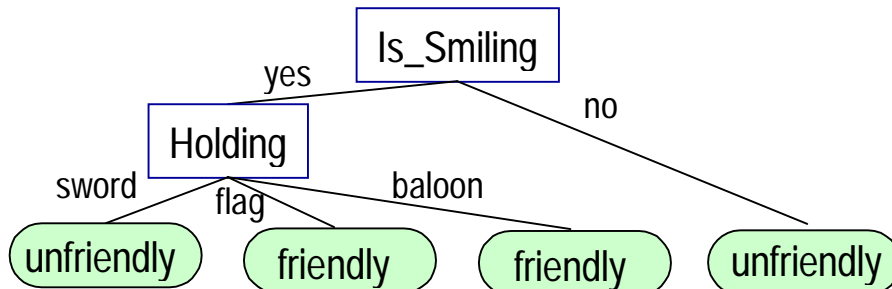 Is_Smiling
yes
no
Holding
sword
flag
baloon
unfriendly
friendly
friendly
unfriendly